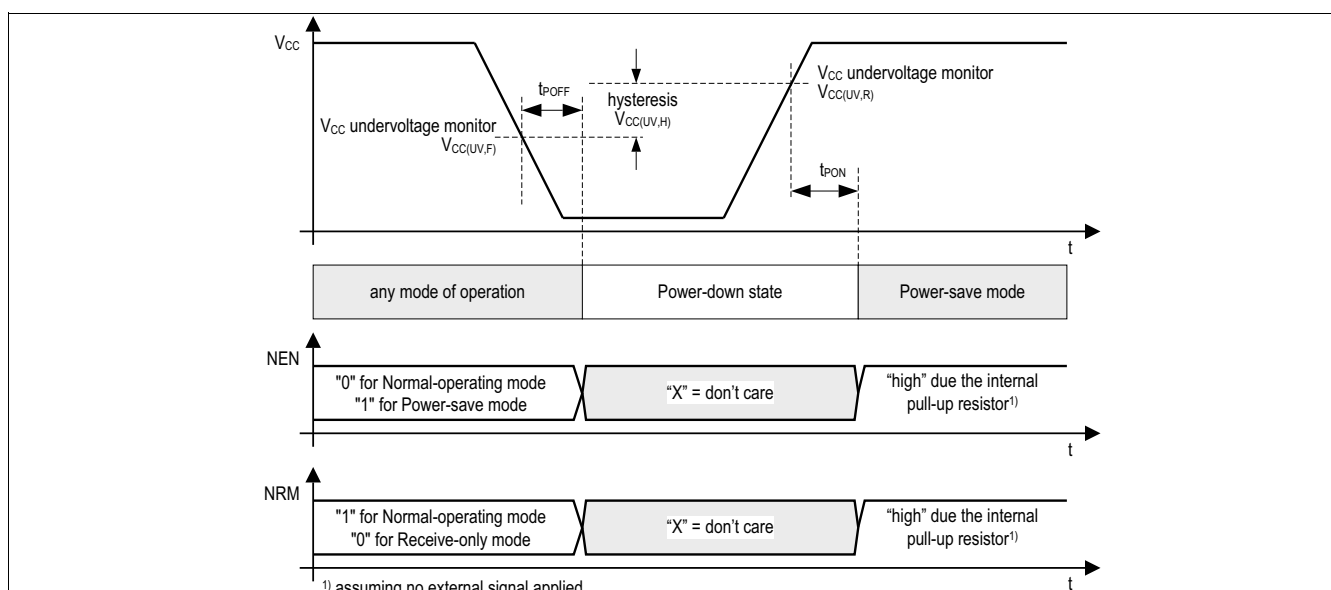 VCC
tPOFF
hysteresis
VCC(UV,H)
VCC undervoltage monitor
VCC(UV,R)
VCC undervoltage monitor
VCC(UV,F)
tPON
t
any mode of operation
Power-down state
Power-save mode
NEN
"0" for Normal-operating mode
"1" for Power-save mode
“X” = don’t care
“high” due the internal
pull-up resistor1)
t
NRM
"1" for Normal-operating mode
"0" for Receive-only mode
“X” = don’t care
“high” due the internal
pull-up resistor1)
t
1) assuming no external signal applied